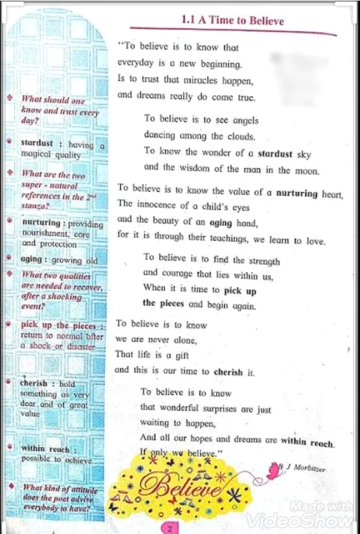 1.1 A Time to Believe
"To believe is to know that
everyday is a new beginning.
Is to trust that miracles happen,
and dreams really do come true.
To believe is to see angels
dancing among the clouds.
To know the wonder of a stardust sky
and the wisdom of the man in the moon.
To believe is to know the value of a nurturing heart,
The innocence of a child's eyes
and the beauty of an aging hand,
for it is through their teachings, we learn to love.
To believe is to find the strength
and courage that lies within us,
When it is time to pick up
the pieces and begin again.
To believe is to know
we are never alone,
That life is a gift
and this is our time to cherish it.
To believe is to know
that wonderful surprises are just
waiting to happen,
And all our hopes and dreams are within reach.
If only we believe."
B J Morbitzer
Believe
What should one
know and trust every
day?
stardust : having a
magical quality
What are the two
super - natural
references in the 2nd
stanza?
nurturing : providing
nourishment, care
and protection
aging : growing old
What two qualities
are needed to recover,
after a shocking
event?
pick up the pieces :
return to normal after
a shock or disaster
cherish : hold
something as very
dear and of great
value
within reach :
possible to achieve
What kind of attitude
does the poet advise
everybody to have?
2
Made with
VideoShow